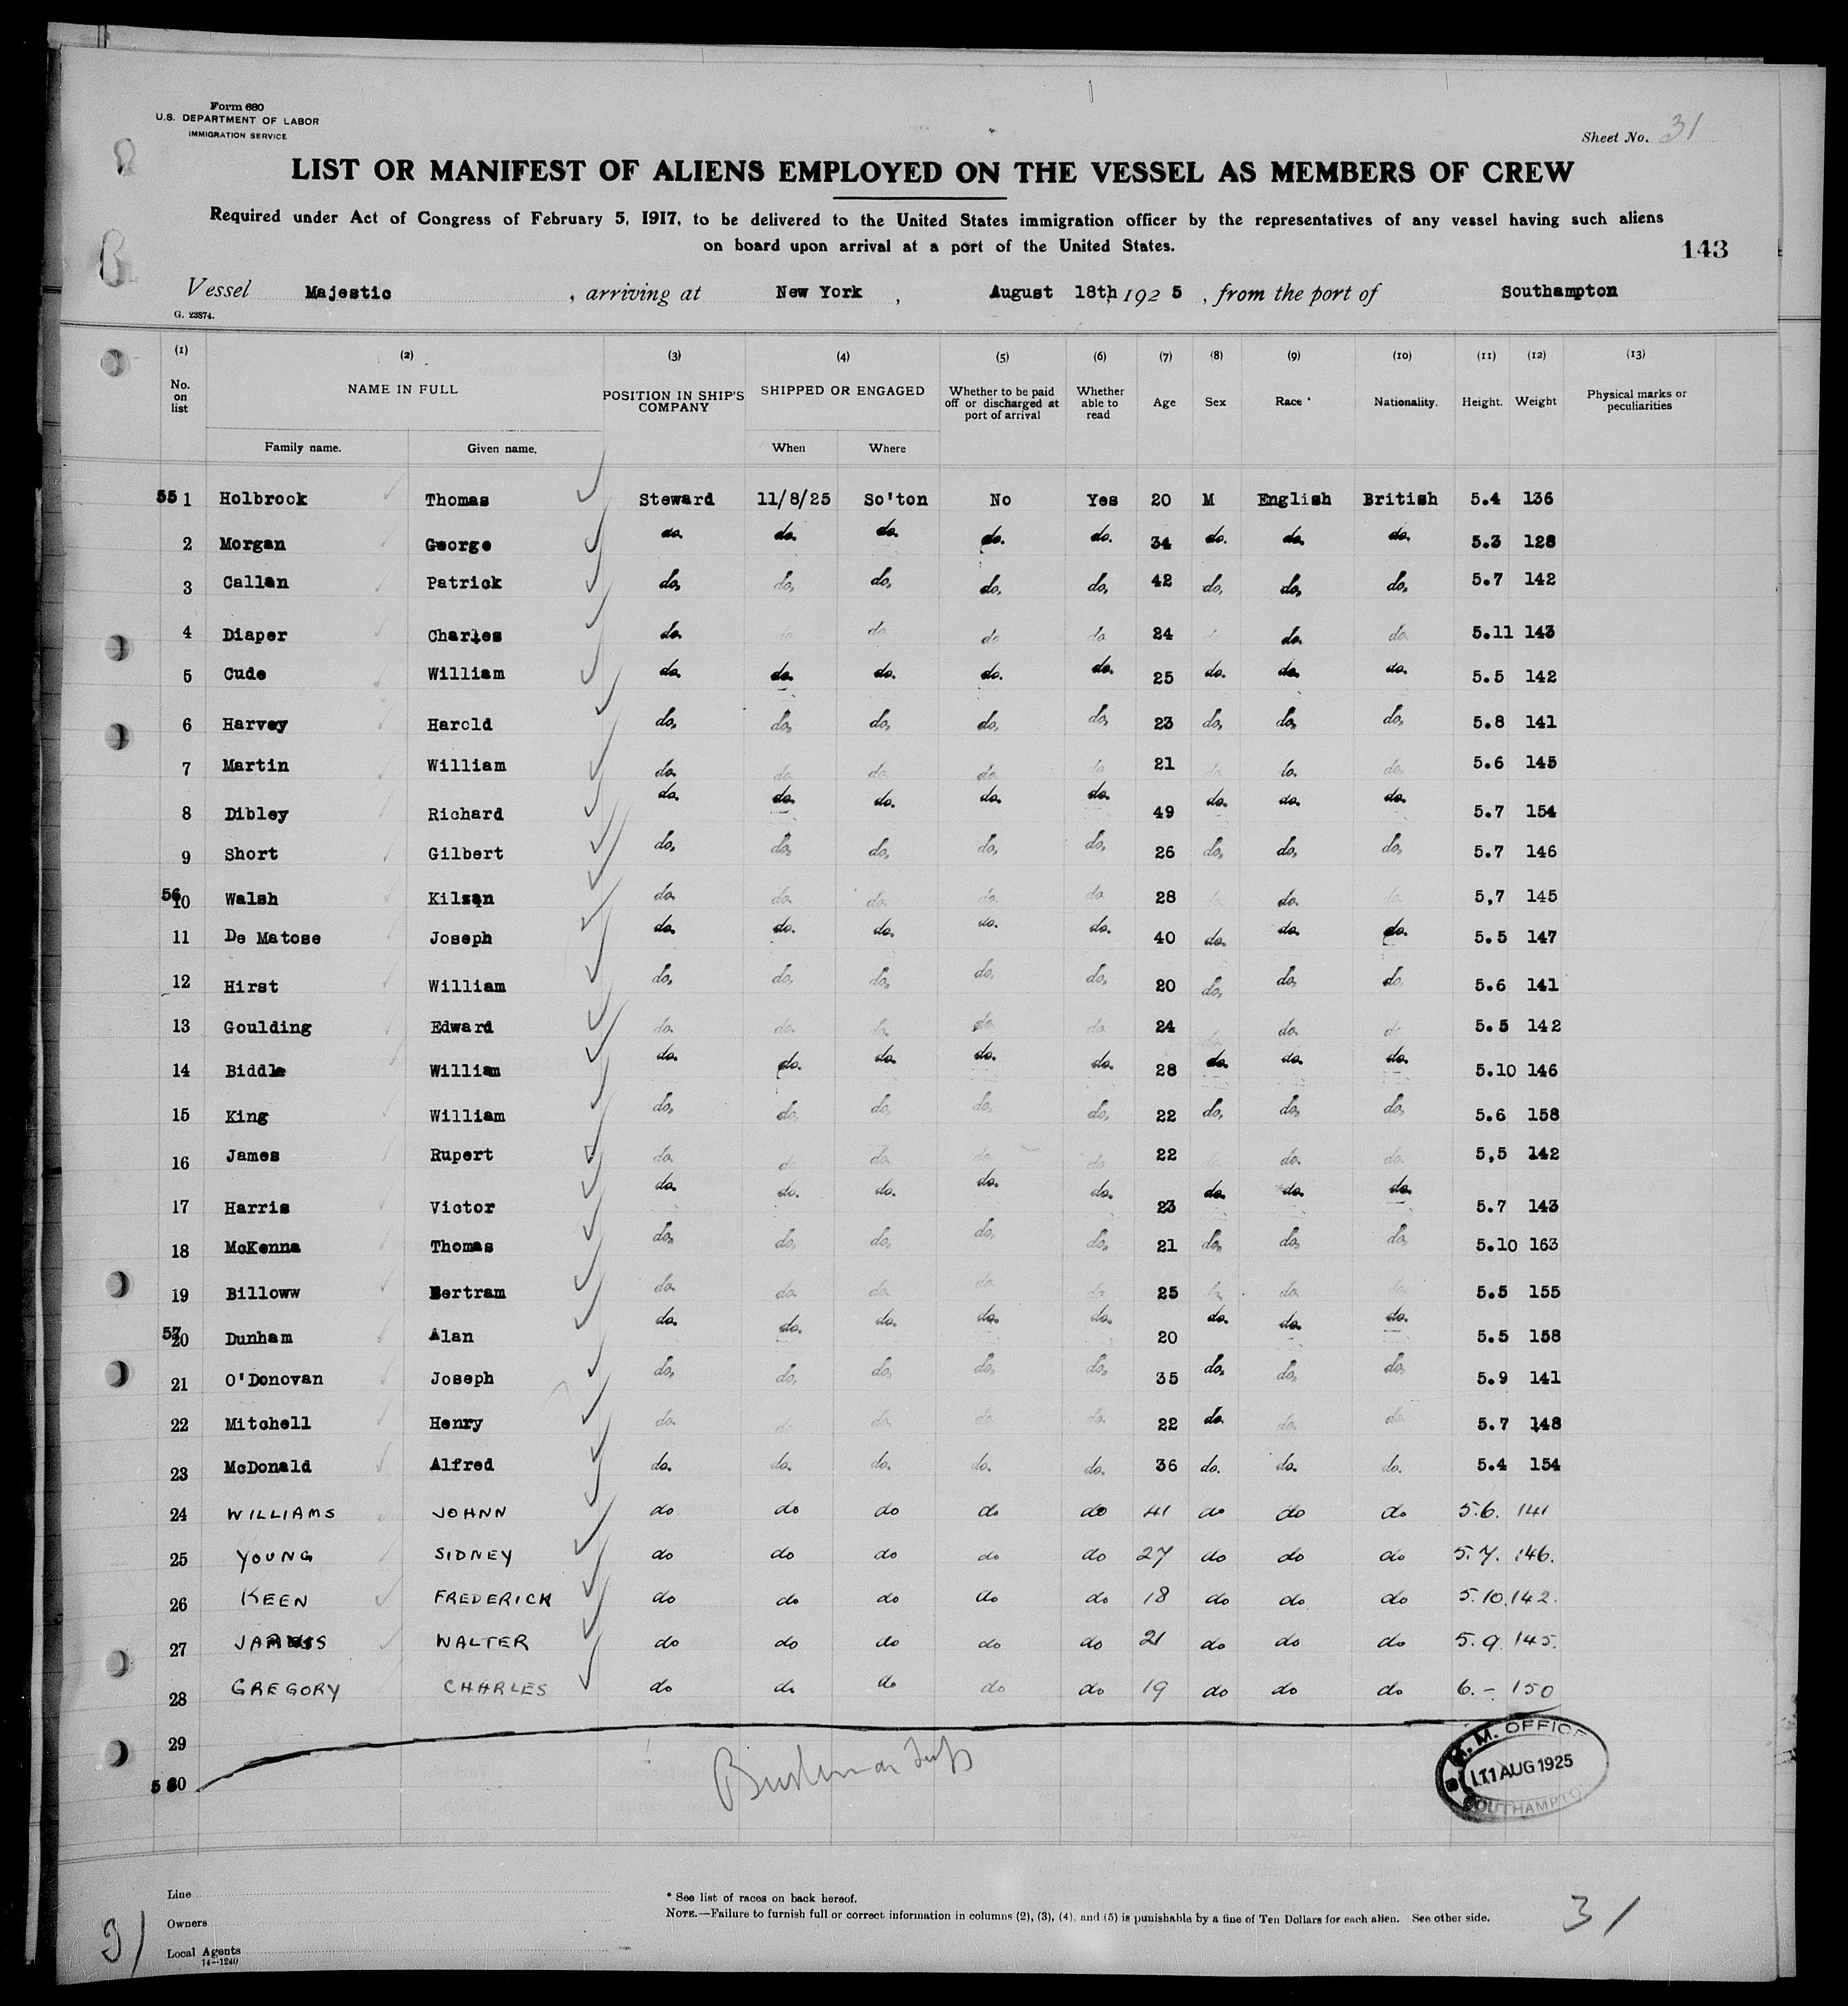 Form 680
U.S. DEPARTMENT OF LABOR
IMMIGRATION SERVICE
Sheet No. 31
LIST OR MANIFEST OF ALIENS EMPLOYED ON THE VESSEL AS MEMBERS OF CREW
Required under Act of Congress of February 5, 1917, to be delivered to the United States immigration officer by the representatives of any vessel having such aliens
on board upon arrival at a port of the United States.
143
Vessel Majestic, arriving at New York, August 18th, 1925, from the port of Southampton
G. 23874.
(1) (2) (3) (4) (5) (6) (7) (8) (9) (10) (11) (12) (13)
No. on list NAME IN FULL POSITION IN SHIP'S COMPANY SHIPPED OR ENGAGED Whether to be paid off or discharged at port of arrival Whether able to read Age Sex Race * Nationality. Height. Weight Physical marks or peculiarities
Family name. Given name. When Where
55 1 Holbrook Thomas Steward 11/8/25 So'ton No Yes 20 M English British 5.4 136
2 Morgan George do. do. do. do. do. 34 do. do. do. 5.3 128
3 Callan Patrick do. do. do. do. do. 42 do. do. do. 5.7 142
4 Diaper Charles do. do. do. do. do. 24 do. do. 5.11 143
5 Cude William do. do. do. do. do. 25 do. do. do. 5.5 142
6 Harvey Harold do. do. do. do. do. 23 do. do. do. 5.8 141
7 Martin William do. do. do. do. do. 21 do. do. do. 5.6 145
8 Dibley Richard do. do. do. do. do. 49 do. do. do. 5.7 154
9 Short Gilbert do. do. do. do. do. 26 do. do. do. 5.7 146
56 10 Walsh do. do. do. do. do. 28 do. do. 5,7 145
11 De Matose Joseph do. do. do. do. do. 40 do. do. do. 5.5 147
12 Hirst William do. do. do. do. do. 20 do. do. do. 5.6 141
13 Goulding Edward do. do. do. do. do. 24 do. do. do. 5.5 142
14 Biddle William do. do. do. do. do. 28 do. do. do. 5.10 146
15 King William do. do. do. do. do. 22 do. do. do. 5.6 158
16 James Rupert do. do. do. do. do. 22 do. do. 5,5 142
17 Harris Victor do. do. do. do. do. 23 do. do. do. 5.7 143
18 McKenna Thomas do. do. do. do. do. 21 do. do. do. 5.10 163
19 Billoww Bertram do. do. do. do. do. 25 do. do. do. 5.5 155
57 20 Dunham Alan do. do. do. do. do. 20 do. do. do. 5.5 158
21 O'Donovan Joseph do. do. do. do. do. 35 do. do. do. 5.9 141
22 Mitchell Henry do. do. do. do. do. 22 do. do. do. 5.7 148
23 McDonald Alfred do. do. do. do. do. 36 do. do. do. 5.4 154
24 WILLIAMS JOHNN do do do do do 41 do do do 5.6. 141
25 YOUNG SIDNEY do do do do do 27 do do do 5.7. 146.
26 KEEN FREDERICK do do do do do 18 do do do 5.10. 142.
27 WALTER do do do do do 21 do do do 5.9. 145.
28 GREGORY CHARLES do do do do do 19 do do do 6.- 150
29
30
M. M. OFFICE
11 AUG 1925
SOUTHAMPTON
Line
Owners
Local Agents
14-1240
* See list of races on back hereof.
NOTE.—Failure to furnish full or correct information in columns (2), (3), (4), and (5) is punishable by a fine of Ten Dollars for each alien. See other side.
31
31